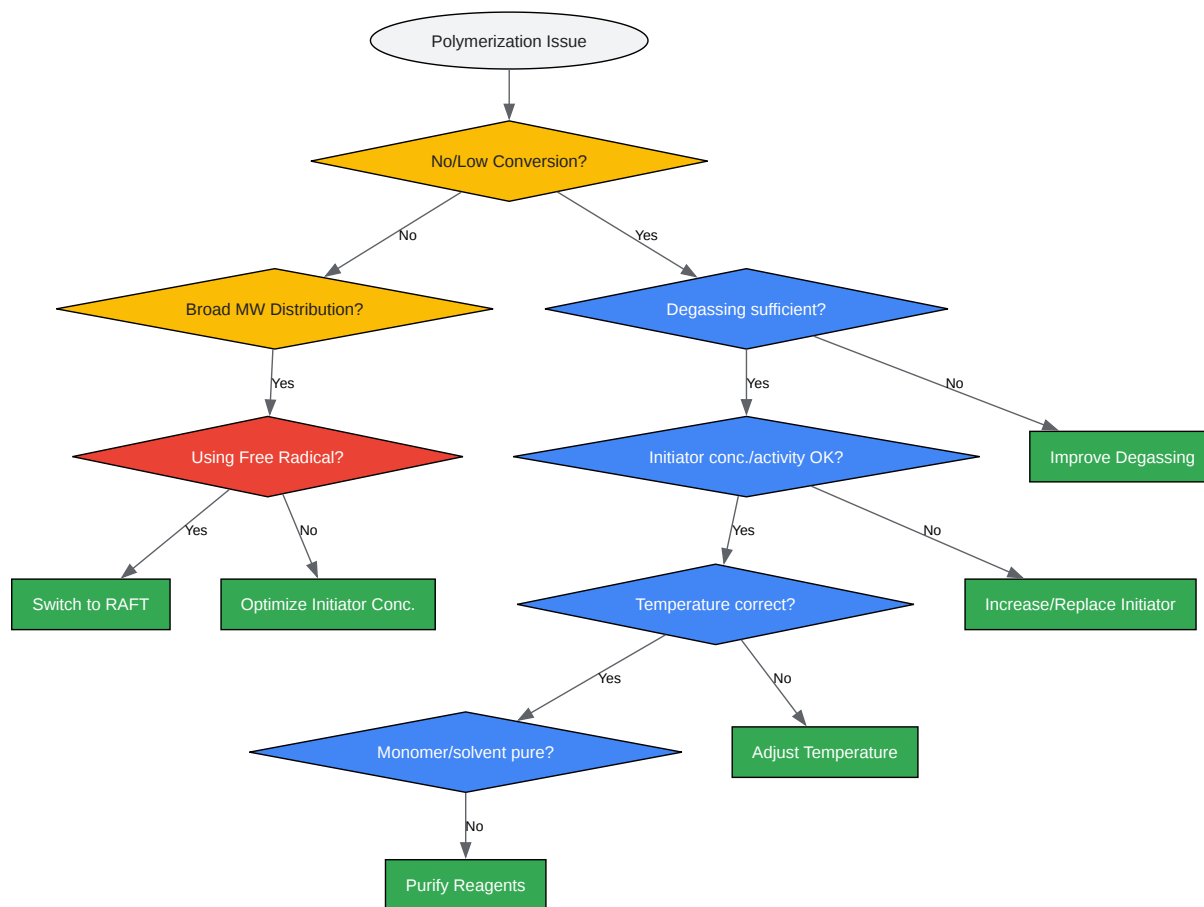 Polymerization Issue
No/Low Conversion?
No
Yes
Broad MW Distribution?
Degassing sufficient?
Yes
Yes
No
Using Free Radical?
Initiator conc./activity OK?
Improve Degassing
Yes
No
Yes
No
Switch to RAFT
Optimize Initiator Conc.
Temperature correct?
Increase/Replace Initiator
Yes
No
Monomer/solvent pure?
Adjust Temperature
No
Purify Reagents